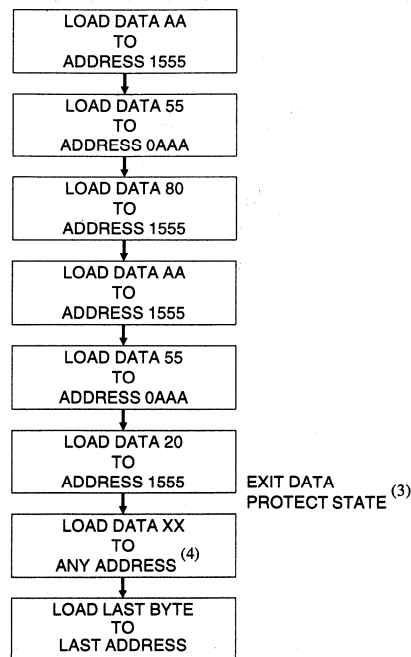 LOAD DATA AA
TO
ADDRESS 1555
LOAD DATA 55
TO
ADDRESS 0AAA
LOAD DATA 80
TO
ADDRESS 1555
LOAD DATA AA
TO
ADDRESS 1555
LOAD DATA 55
TO
ADDRESS 0AAA
LOAD DATA 20
TO
ADDRESS 1555
EXIT DATA
PROTECT STATE (3)
LOAD DATA XX
TO
ANY ADDRESS (4)
LOAD LAST BYTE
TO
LAST ADDRESS